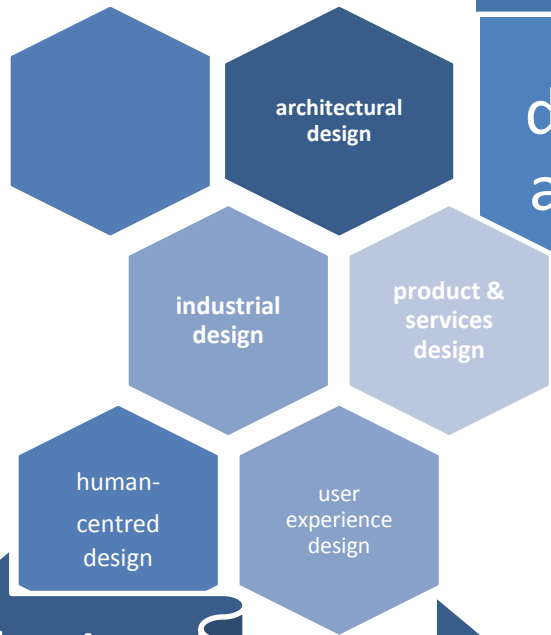 architectural
design
industrial
design
product &
services
design
human-
centred
design
user
experience
design